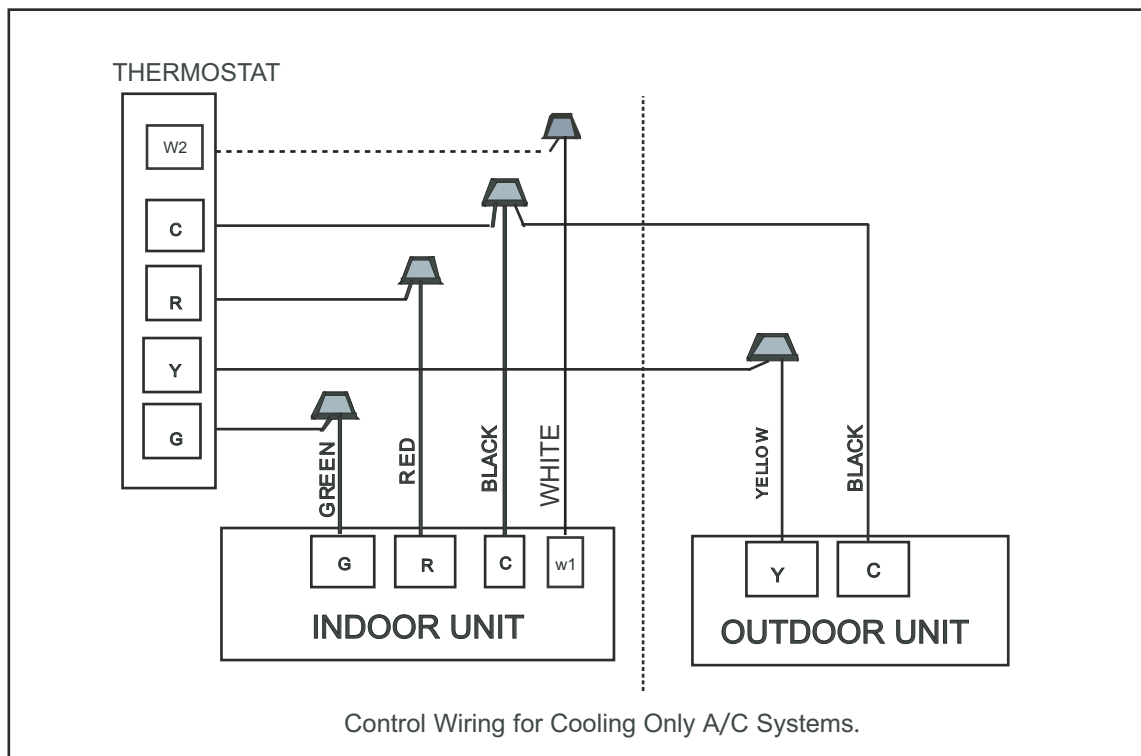 THERMOSTAT
W2
C
R
Y
G
GREEN
RED
BLACK
WHITE
YELLOW
BLACK
G
R
C
w1
INDOOR UNIT
Y
C
OUTDOOR UNIT
Control Wiring for Cooling Only A/C Systems.